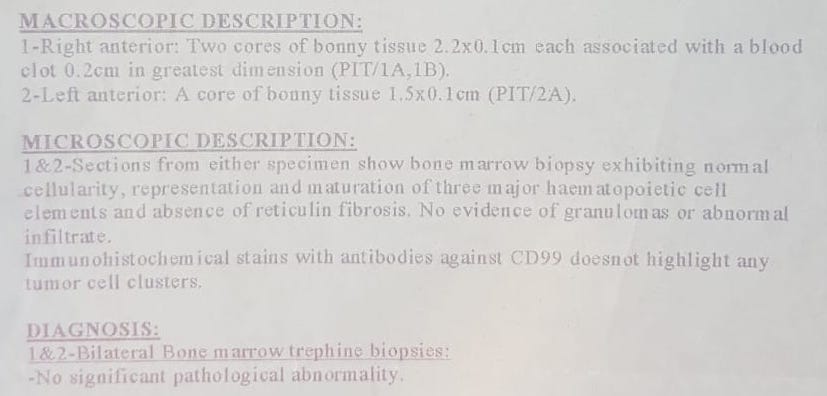 MACROSCOPIC DESCRIPTION:
1-Right anterior: Two cores of bonny tissue 2.2x0.1cm each associated with a blood
clot 0.2cm in greatest dimension (PIT/1A,1B).
2-Left anterior: A core of bonny tissue 1.5x0.1cm (PIT/2A).
MICROSCOPIC DESCRIPTION:
1&2-Sections from either specimen show bone marrow biopsy exhibiting normal
cellularity, representation and maturation of three major haematopoietic cell
elements and absence of reticulin fibrosis. No evidence of granulomas or abnormal
infiltrate.
Immunohistochemical stains with antibodies against CD99 doesnot highlight any
tumor cell clusters.
DIAGNOSIS:
1&2-Bilateral Bone marrow trephine biopsies:
-No significant pathological abnormality.